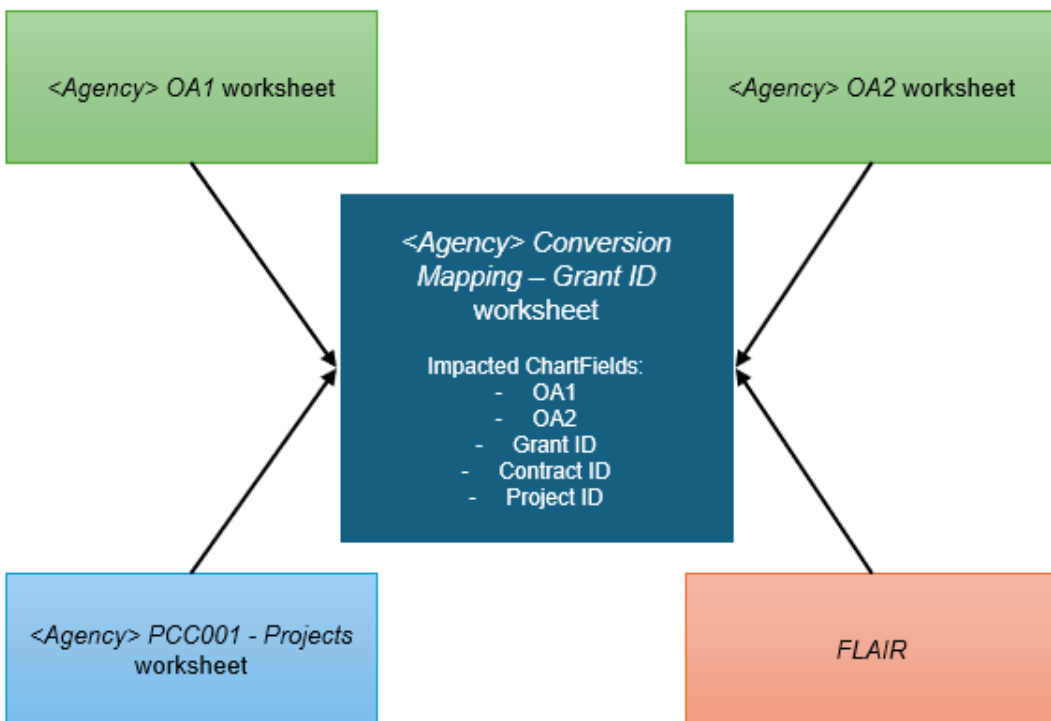 <Agency> OA1 worksheet
<Agency> OA2 worksheet
<Agency> Conversion
Mapping – Grant ID
worksheet
Impacted ChartFields:
- OA1
- OA2
- Grant ID
- Contract ID
- Project ID
<Agency> PCC001 - Projects
worksheet
FLAIR